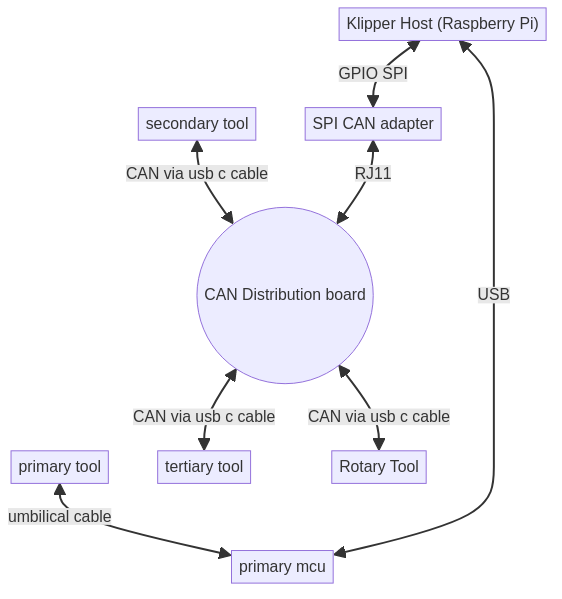 Klipper Host (Raspberry Pi)
GPIO SPI
secondary tool
SPI CAN adapter
CAN via usb c cable
RJ11
CAN Distribution board
USB
CAN via usb c cable
CAN via usb c cable
primary tool
tertiary tool
Rotary Tool
umbilical cable
primary mcu